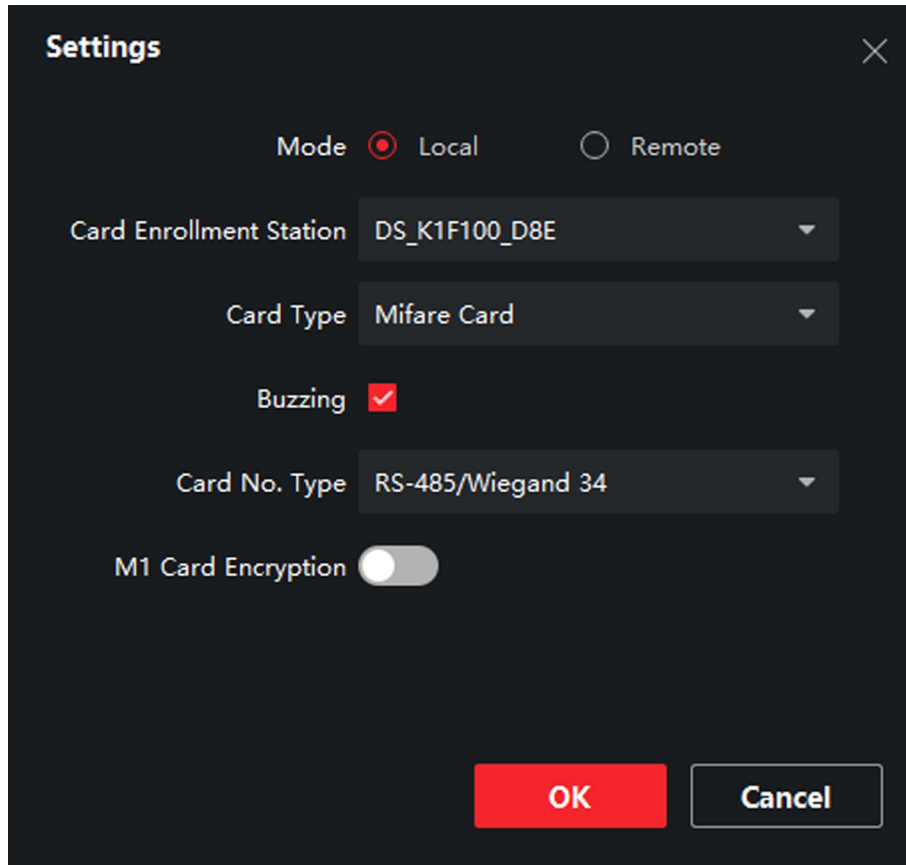 Settings
Mode Local Remote
Card Enrollment Station DS_K1F100_D8E
Card Type Mifare Card
Buzzing
Card No. Type RS-485/Wiegand 34
M1 Card Encryption
OK Cancel